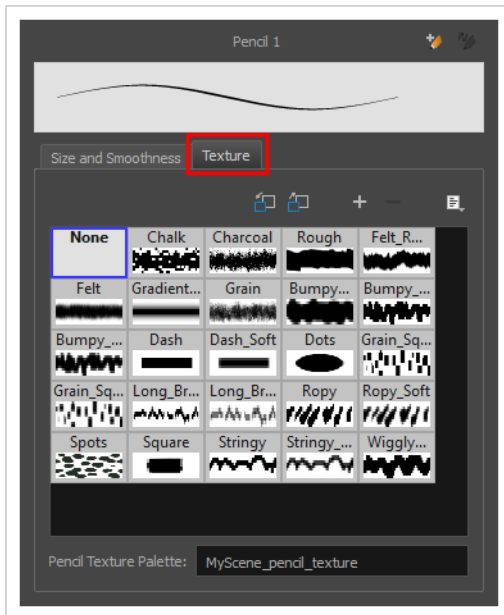 Pencil 1
Size and Smoothness Texture
None Chalk Charcoal Rough Felt_R...
Felt Gradient... Grain Bumpy... Bumpy_...
Bumpy_... Dash Dash_Soft Dots Grain_Sq...
Grain_Sq... Long_Br... Long_Br... Ropy Ropy_Soft
Spots Square Stringy Stringy_... Wiggly...
Pencil Texture Palette: MyScene_pencil_texture